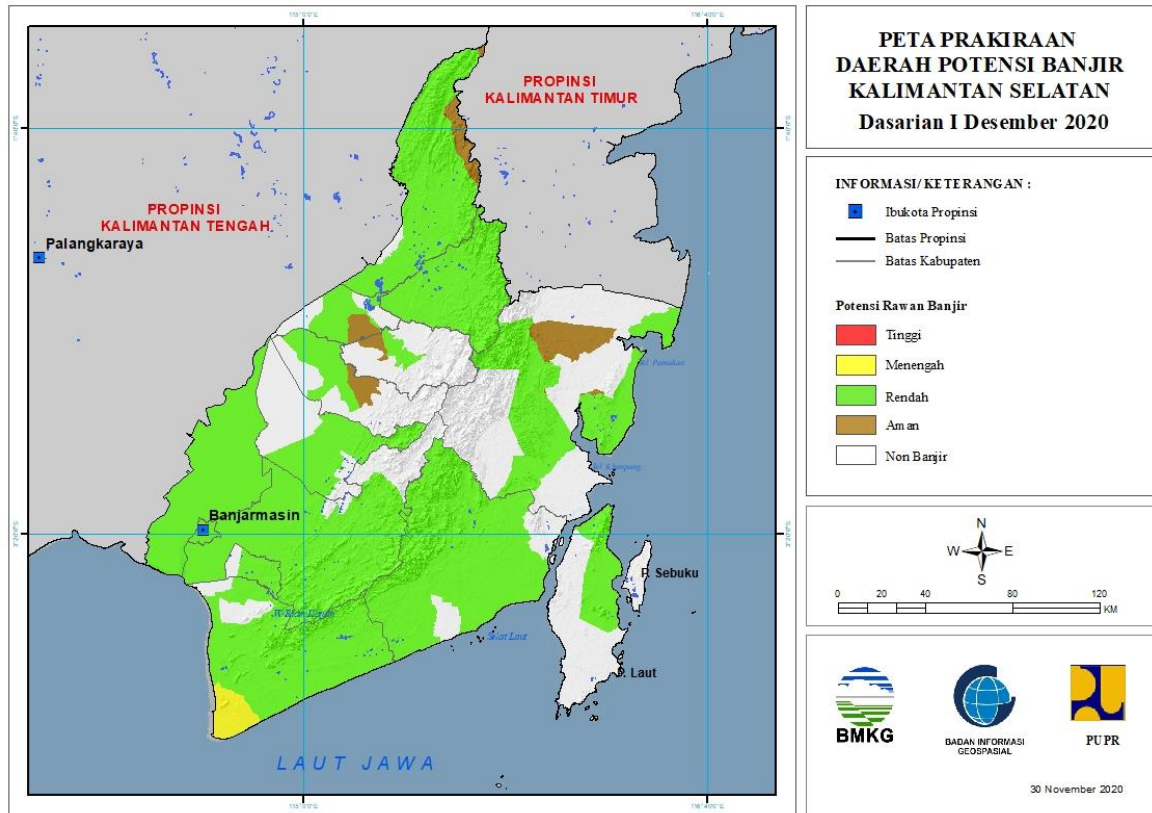 PETA PRAKIRAAN
DAERAH POTENSI BANJIR
KALIMANTAN SELATAN
Dasarian I Desember 2020
INFORMASI/ KETERANGAN :
Ibukota Propinsi
Batas Propinsi
Batas Kabupaten
Potensi Rawan Banjir
Tinggi
Menengah
Rendah
Aman
Non Banjir
N
W E
S
0 20 40 80 120
KM
BMKG
BADAN INFORMASI
GEOSPASIAL
PUPR
30 November 2020
PROPINSI
KALIMANTAN TIMUR
PROPINSI
KALIMANTAN TENGAH
Palangkaraya
Banjarmasin
P. Sebuku
Selat Laut
P. Laut
LAUT JAWA